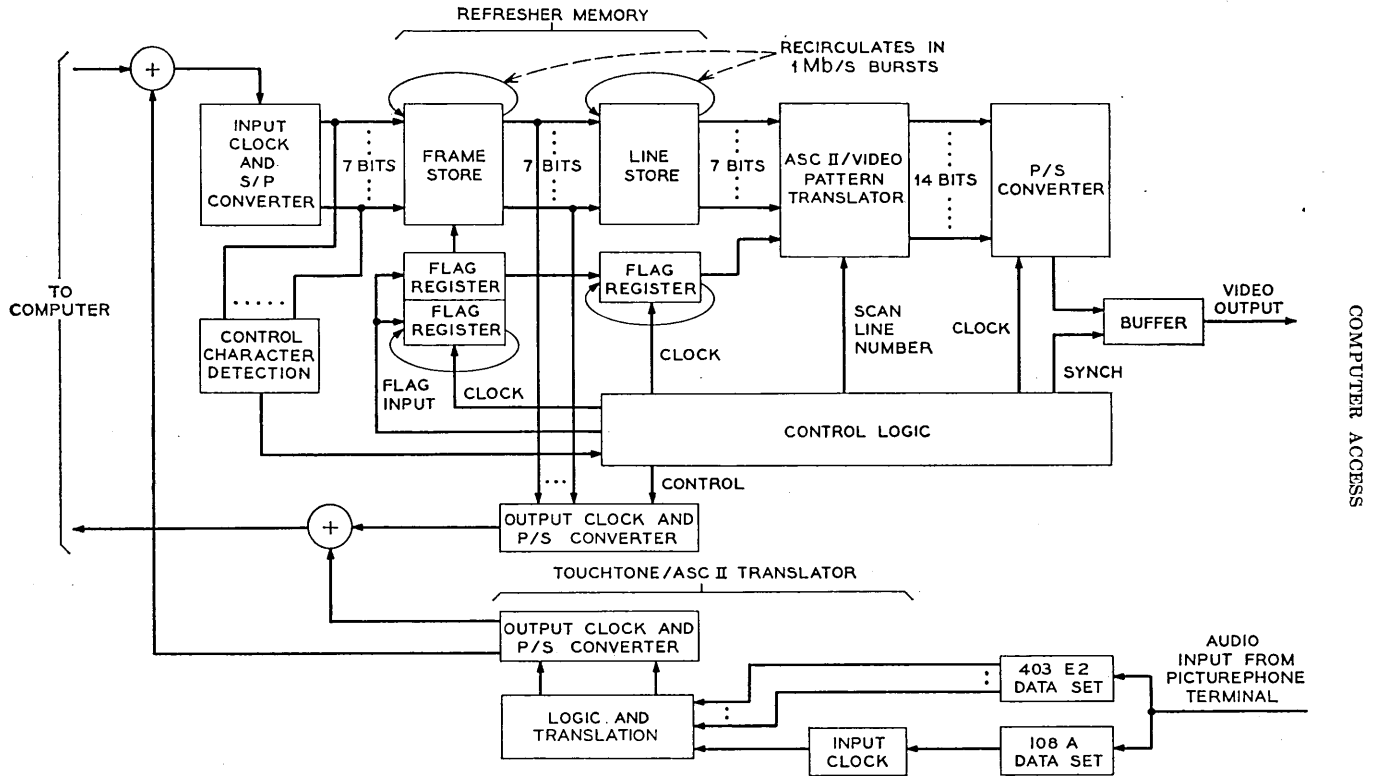 REFRESHER MEMORY
RECIRCULATES IN
1 Mb/S BURSTS
+
INPUT
CLOCK
AND
S/P
CONVERTER
7 BITS
FRAME
STORE
7 BITS
LINE
STORE
7 BITS
ASC II/VIDEO
PATTERN
TRANSLATOR
14 BITS
P/S
CONVERTER
FLAG
REGISTER
FLAG
REGISTER
FLAG
REGISTER
TO
COMPUTER
CONTROL
CHARACTER
DETECTION
FLAG
INPUT
CLOCK
CLOCK
SCAN
LINE
NUMBER
CLOCK
SYNCH
BUFFER
VIDEO
OUTPUT
CONTROL LOGIC
CONTROL
+
OUTPUT CLOCK AND
P/S CONVERTER
TOUCHTONE/ASC II TRANSLATOR
OUTPUT CLOCK AND
P/S CONVERTER
LOGIC AND
TRANSLATION
INPUT
CLOCK
403 E2
DATA SET
108 A
DATA SET
AUDIO
INPUT FROM
PICTUREPHONE
TERMINAL
COMPUTER ACCESS